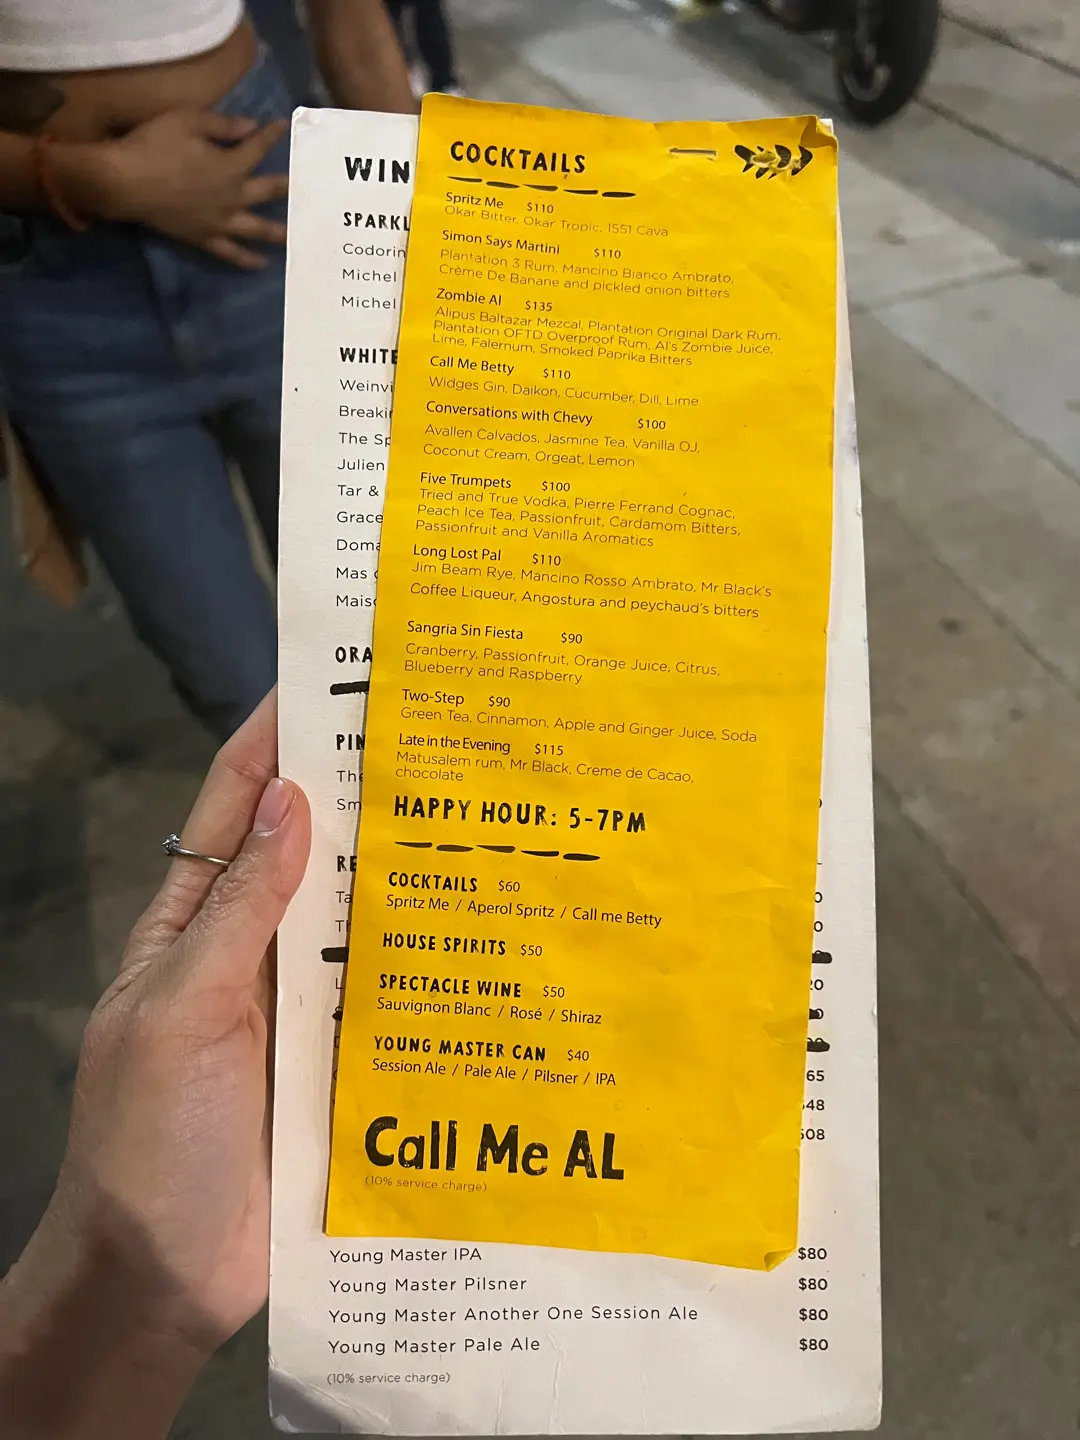 WIN
SPARKL
Codorin
Michel
Michel
WHITE
Weinvi
Breakin
The Sp
Julien
Tar &
Grace
Doma
Mas
Maiso
ORA
PIN
The
Sm
RE
Ta
Th
L
COCKTAILS
Spritz Me $110
Okar Bitter, Okar Tropic, 1551 Cava
Simon Says Martini $110
Plantation 3 Rum, Mancino Bianco Ambrato,
Crème De Banane and pickled onion bitters
Zombie Al $135
Alipus Baltazar Mezcal, Plantation Original Dark Rum,
Plantation OFTD Overproof Rum, Al's Zombie Juice,
Lime, Falernum, Smoked Paprika Bitters
Call Me Betty $110
Widges Gin, Daikon, Cucumber, Dill, Lime
Conversations with Chevy $100
Avallen Calvados, Jasmine Tea, Vanilla OJ,
Coconut Cream, Orgeat, Lemon
Five Trumpets $100
Tried and True Vodka, Pierre Ferrand Cognac,
Peach Ice Tea, Passionfruit, Cardamom Bitters,
Passionfruit and Vanilla Aromatics
Long Lost Pal $110
Jim Beam Rye, Mancino Rosso Ambrato, Mr Black's
Coffee Liqueur, Angostura and peychaud's bitters
Sangria Sin Fiesta $90
Cranberry, Passionfruit, Orange Juice, Citrus,
Blueberry and Raspberry
Two-Step $90
Green Tea, Cinnamon, Apple and Ginger Juice, Soda
Late in the Evening $115
Matusalem rum, Mr Black, Creme de Cacao,
chocolate
HAPPY HOUR: 5-7PM
COCKTAILS $60
Spritz Me / Aperol Spritz / Call me Betty
HOUSE SPIRITS $50
SPECTACLE WINE $50
Sauvignon Blanc / Rosé / Shiraz
YOUNG MASTER CAN $40
Session Ale / Pale Ale / Pilsner / IPA
Call Me AL
(10% service charge)
0
0
20
65
48
08
Young Master IPA $80
Young Master Pilsner $80
Young Master Another One Session Ale $80
Young Master Pale Ale $80
(10% service charge)